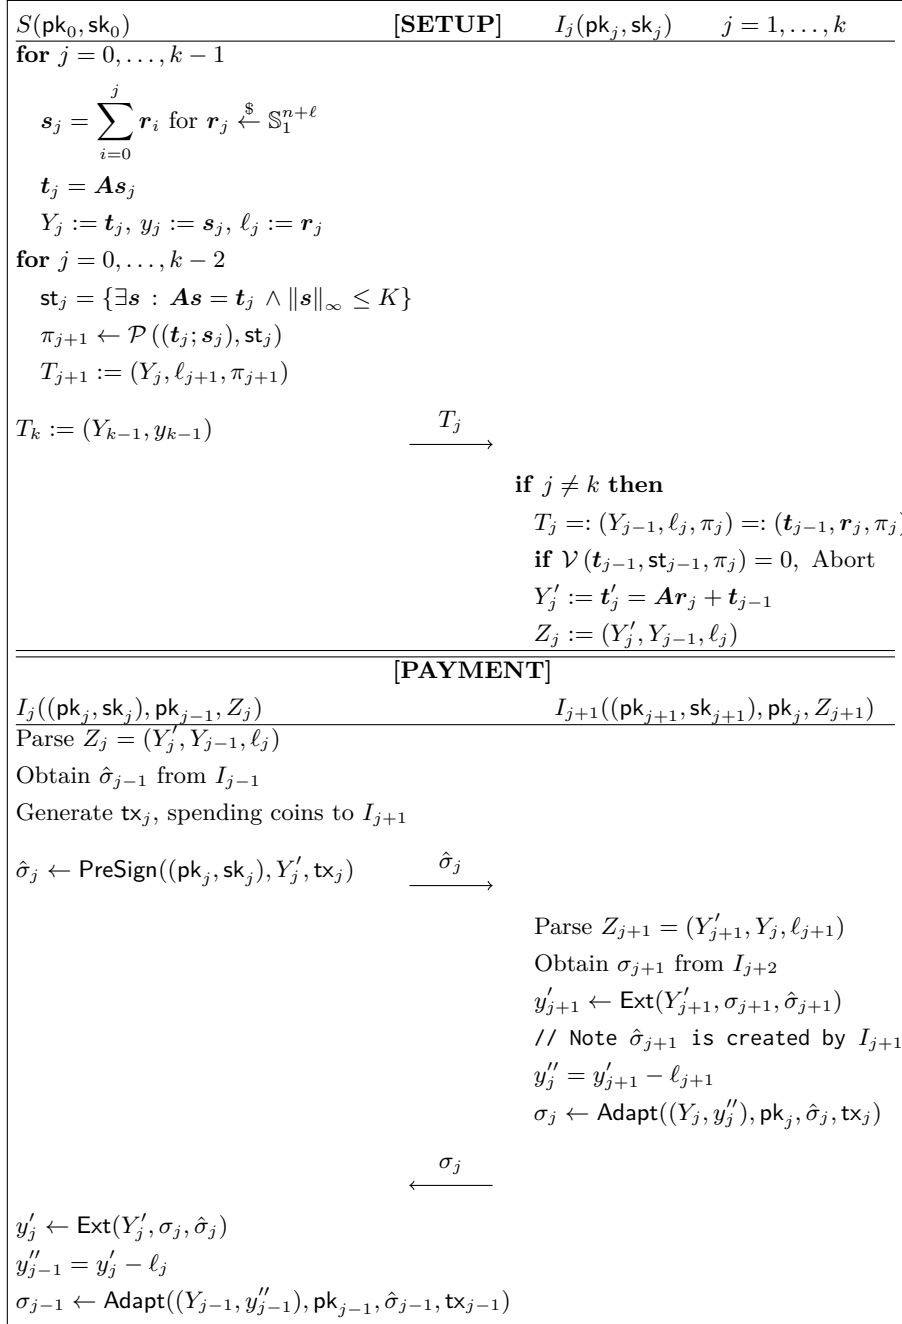 S(pk₀, sk₀) [SETUP] I_j(pk_j, sk_j) j = 1, . . . , k
for j = 0, . . . , k − 1
s_j = ∑_{i=0}^{j} r_i for r_j ←$ 𝕊₁^{n+ℓ}
t_j = As_j
Y_j := t_j, y_j := s_j, ℓ_j := r_j
for j = 0, . . . , k − 2
st_j = {∃s : As = t_j ∧ ‖s‖_∞ ≤ K}
π_{j+1} ← P ((t_j; s_j), st_j)
T_{j+1} := (Y_j, ℓ_{j+1}, π_{j+1})
T_k := (Y_{k−1}, y_{k−1}) T_j →
if j ≠ k then
T_j =: (Y_{j−1}, ℓ_j, π_j) =: (t_{j−1}, r_j, π_j)
if V (t_{j−1}, st_{j−1}, π_j) = 0, Abort
Y′_j := t′_j = Ar_j + t_{j−1}
Z_j := (Y′_j, Y_{j−1}, ℓ_j)
[PAYMENT]
I_j((pk_j, sk_j), pk_{j−1}, Z_j) I_{j+1}((pk_{j+1}, sk_{j+1}), pk_j, Z_{j+1})
Parse Z_j = (Y′_j, Y_{j−1}, ℓ_j)
Obtain σ̂_{j−1} from I_{j−1}
Generate tx_j, spending coins to I_{j+1}
σ̂_j ← PreSign((pk_j, sk_j), Y′_j, tx_j) σ̂_j →
Parse Z_{j+1} = (Y′_{j+1}, Y_j, ℓ_{j+1})
Obtain σ_{j+1} from I_{j+2}
y′_{j+1} ← Ext(Y′_{j+1}, σ_{j+1}, σ̂_{j+1})
// Note σ̂_{j+1} is created by I_{j+1}
y″_j = y′_{j+1} − ℓ_{j+1}
σ_j ← Adapt((Y_j, y″_j), pk_j, σ̂_j, tx_j)
σ_j ←
y′_j ← Ext(Y′_j, σ_j, σ̂_j)
y″_{j−1} = y′_j − ℓ_j
σ_{j−1} ← Adapt((Y_{j−1}, y″_{j−1}), pk_{j−1}, σ̂_{j−1}, tx_{j−1})